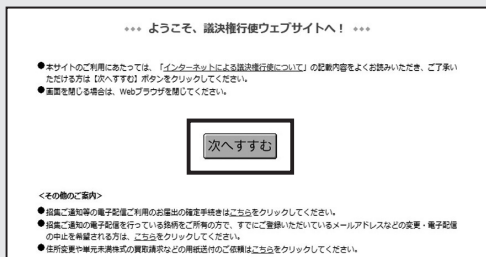 *** ようこそ、議決権行使ウェブサイトへ！ ***
●本サイトのご利用にあたっては、「インターネットによる議決権行使について」の記載内容をよくお読みいただき、ご了承い
ただける方は【次へすすむ】ボタンをクリックしてください。
●画面を閉じる場合は、Webブラウザを閉じてください。
次へすすむ
<その他のご案内>
●招集ご通知等の電子配信ご利用のお届出の確定手続きはこちらをクリックしてください。
●招集ご通知の電子配信を行っている銘柄をご所有の方で、すでにご登録いただいているメールアドレスなどの変更・電子配信
の中止を希望される方は、こちらをクリックしてください。
●住所変更や単元未満株式の買取請求などの用紙送付のご依頼はこちらをクリックしてください。